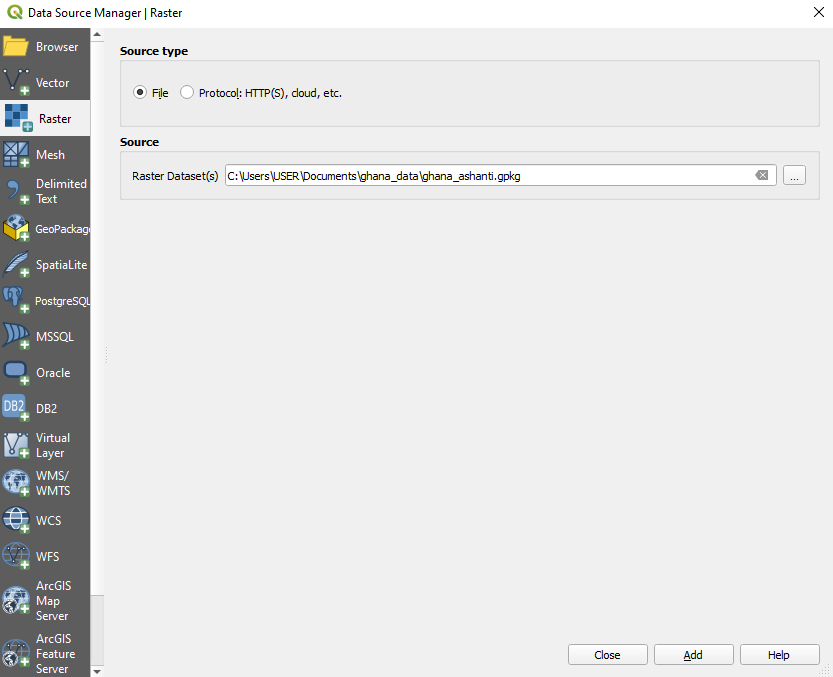 Data Source Manager | Raster
Browser
Vector
Raster
Mesh
Delimited
Text
GeoPackag
SpatiaLite
PostgreSQL
MSSQL
Oracle
DB2
DB2
Virtual
Layer
WMS/
WMTS
WCS
WFS
ArcGIS
Map
Server
ArcGIS
Feature
Server
Source type
File
Protocol: HTTP(S), cloud, etc.
Source
Raster Dataset(s)
C:\Users\USER\Documents\ghana_data\ghana_ashanti.gpkg
...
Close
Add
Help